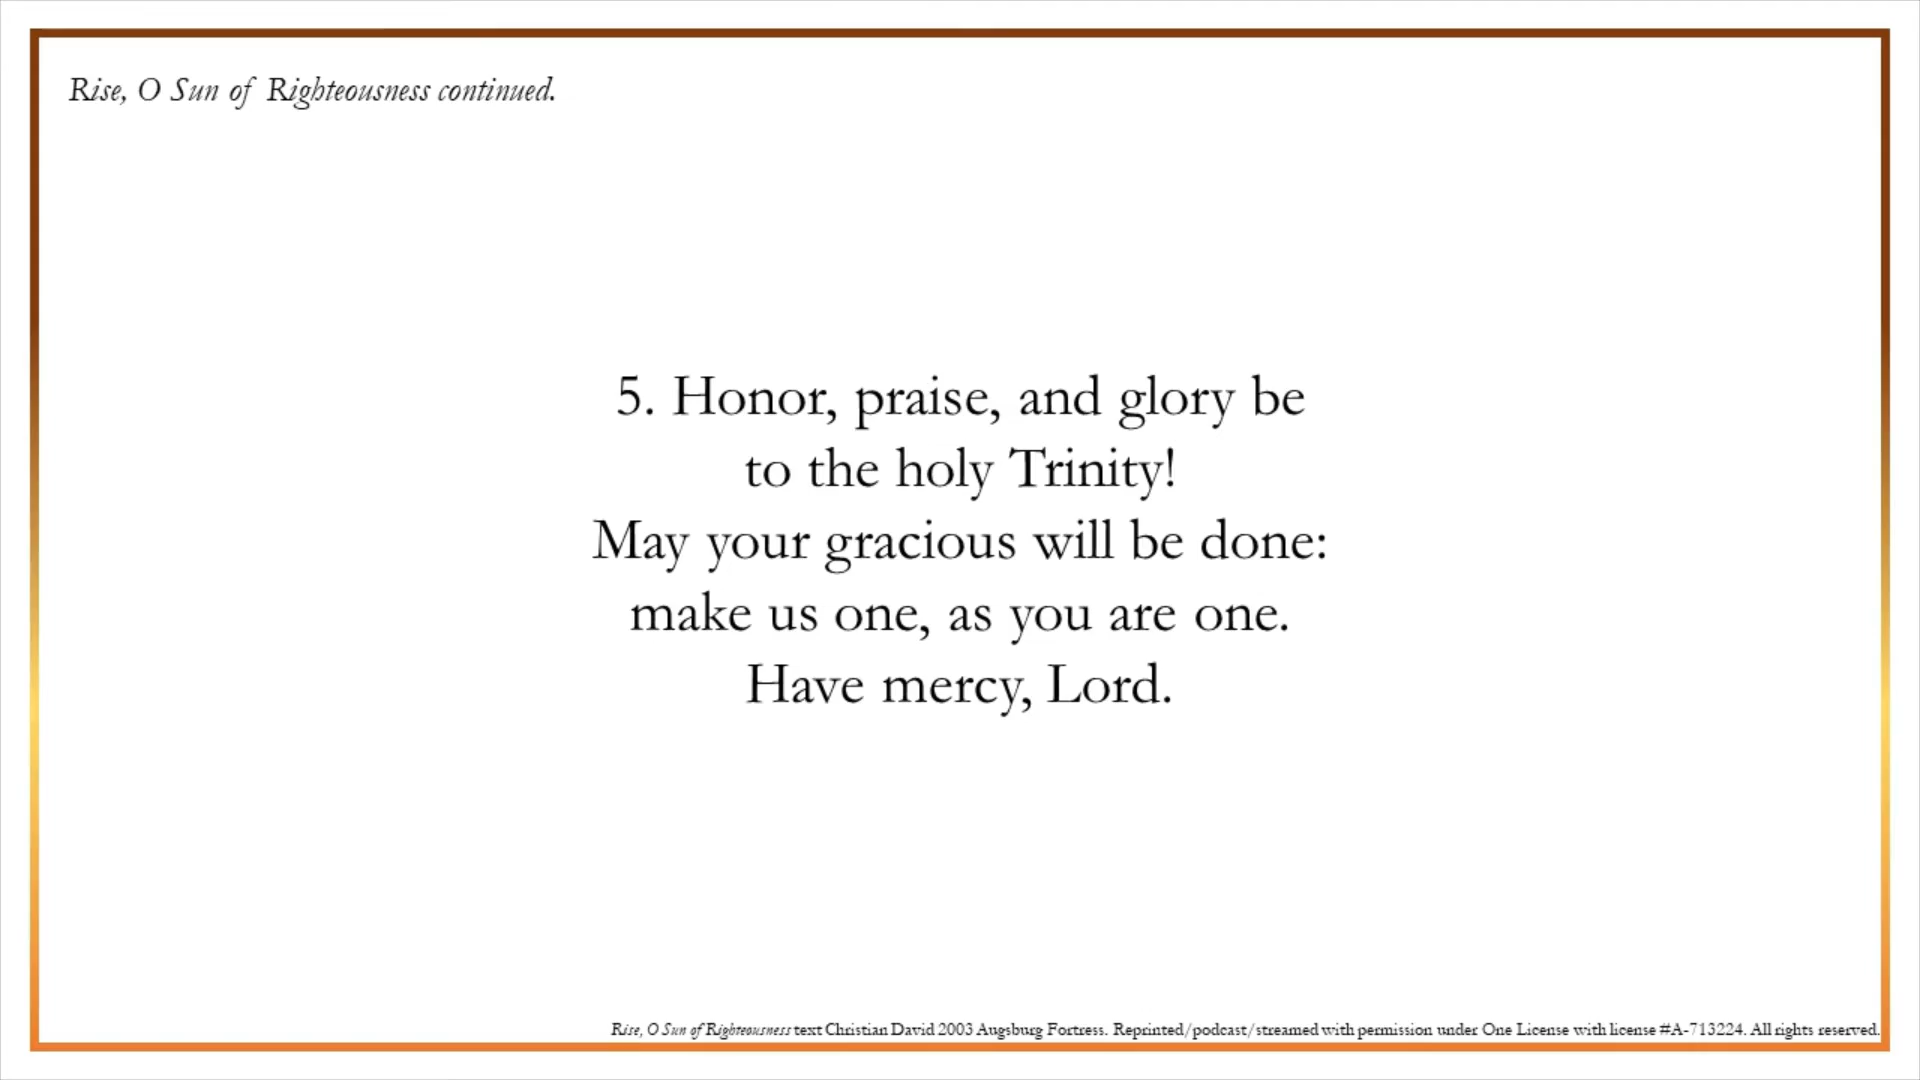 Rise, O Sun of Righteousness continued.
5. Honor, praise, and glory be
to the holy Trinity!
May your gracious will be done:
make us one, as you are one.
Have mercy, Lord.
Rise, O Sun of Righteousness text Christian David 2003 Augsburg Fortress. Reprinted/podcast/streamed with permission under One License with license #A-713224. All rights reserved.